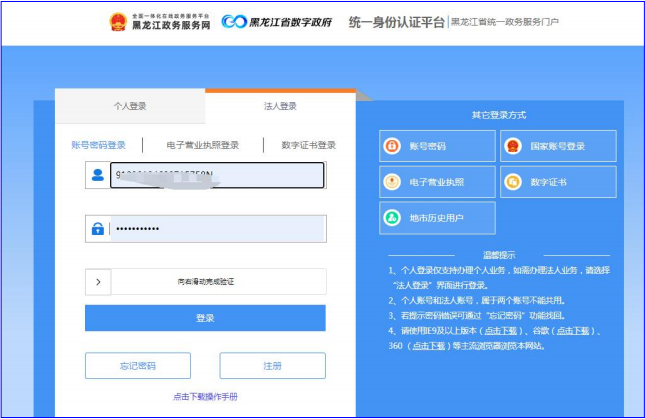 全国一体化在线政务服务平台
黑龙江政务服务网
黑龙江省数字政府
统一身份认证平台
黑龙江省统一政务服务门户
个人登录
法人登录
账号密码登录
电子营业执照登录
数字证书登录
•••••••••••
向右滑动完成验证
登录
忘记密码
注册
点击下载操作手册
其它登录方式
账号密码
国家账号登录
电子营业执照
数字证书
地市历史用户
温馨提示
1、个人登录仅支持办理个人业务，如需办理法人业务，请选择
“法人登录”界面进行登录。
2、个人账号和法人账号，属于两个账号不能共用。
3、若提示密码错误可通过“忘记密码”功能找回。
4、请使用IE9及以上版本（点击下载）、谷歌（点击下载）、
360（点击下载）等主流浏览器浏览本网站。